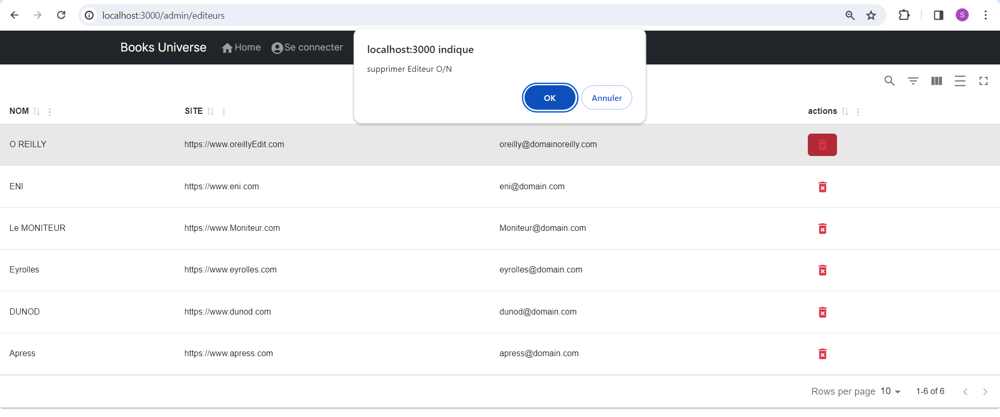 localhost:3000/admin/editeurs
S
Books Universe Home Se connecter
localhost:3000 indique
supprimer Editeur O/N
OK Annuler
NOM SITE actions
O REILLY https://www.oreillyEdit.com oreilly@domainoreilly.com
ENI https://www.eni.com eni@domain.com
Le MONITEUR https://www.Moniteur.com Moniteur@domain.com
Eyrolles https://www.eyrolles.com eyrolles@domain.com
DUNOD https://www.dunod.com dunod@domain.com
Apress https://www.apress.com apress@domain.com
Rows per page 10 1-6 of 6